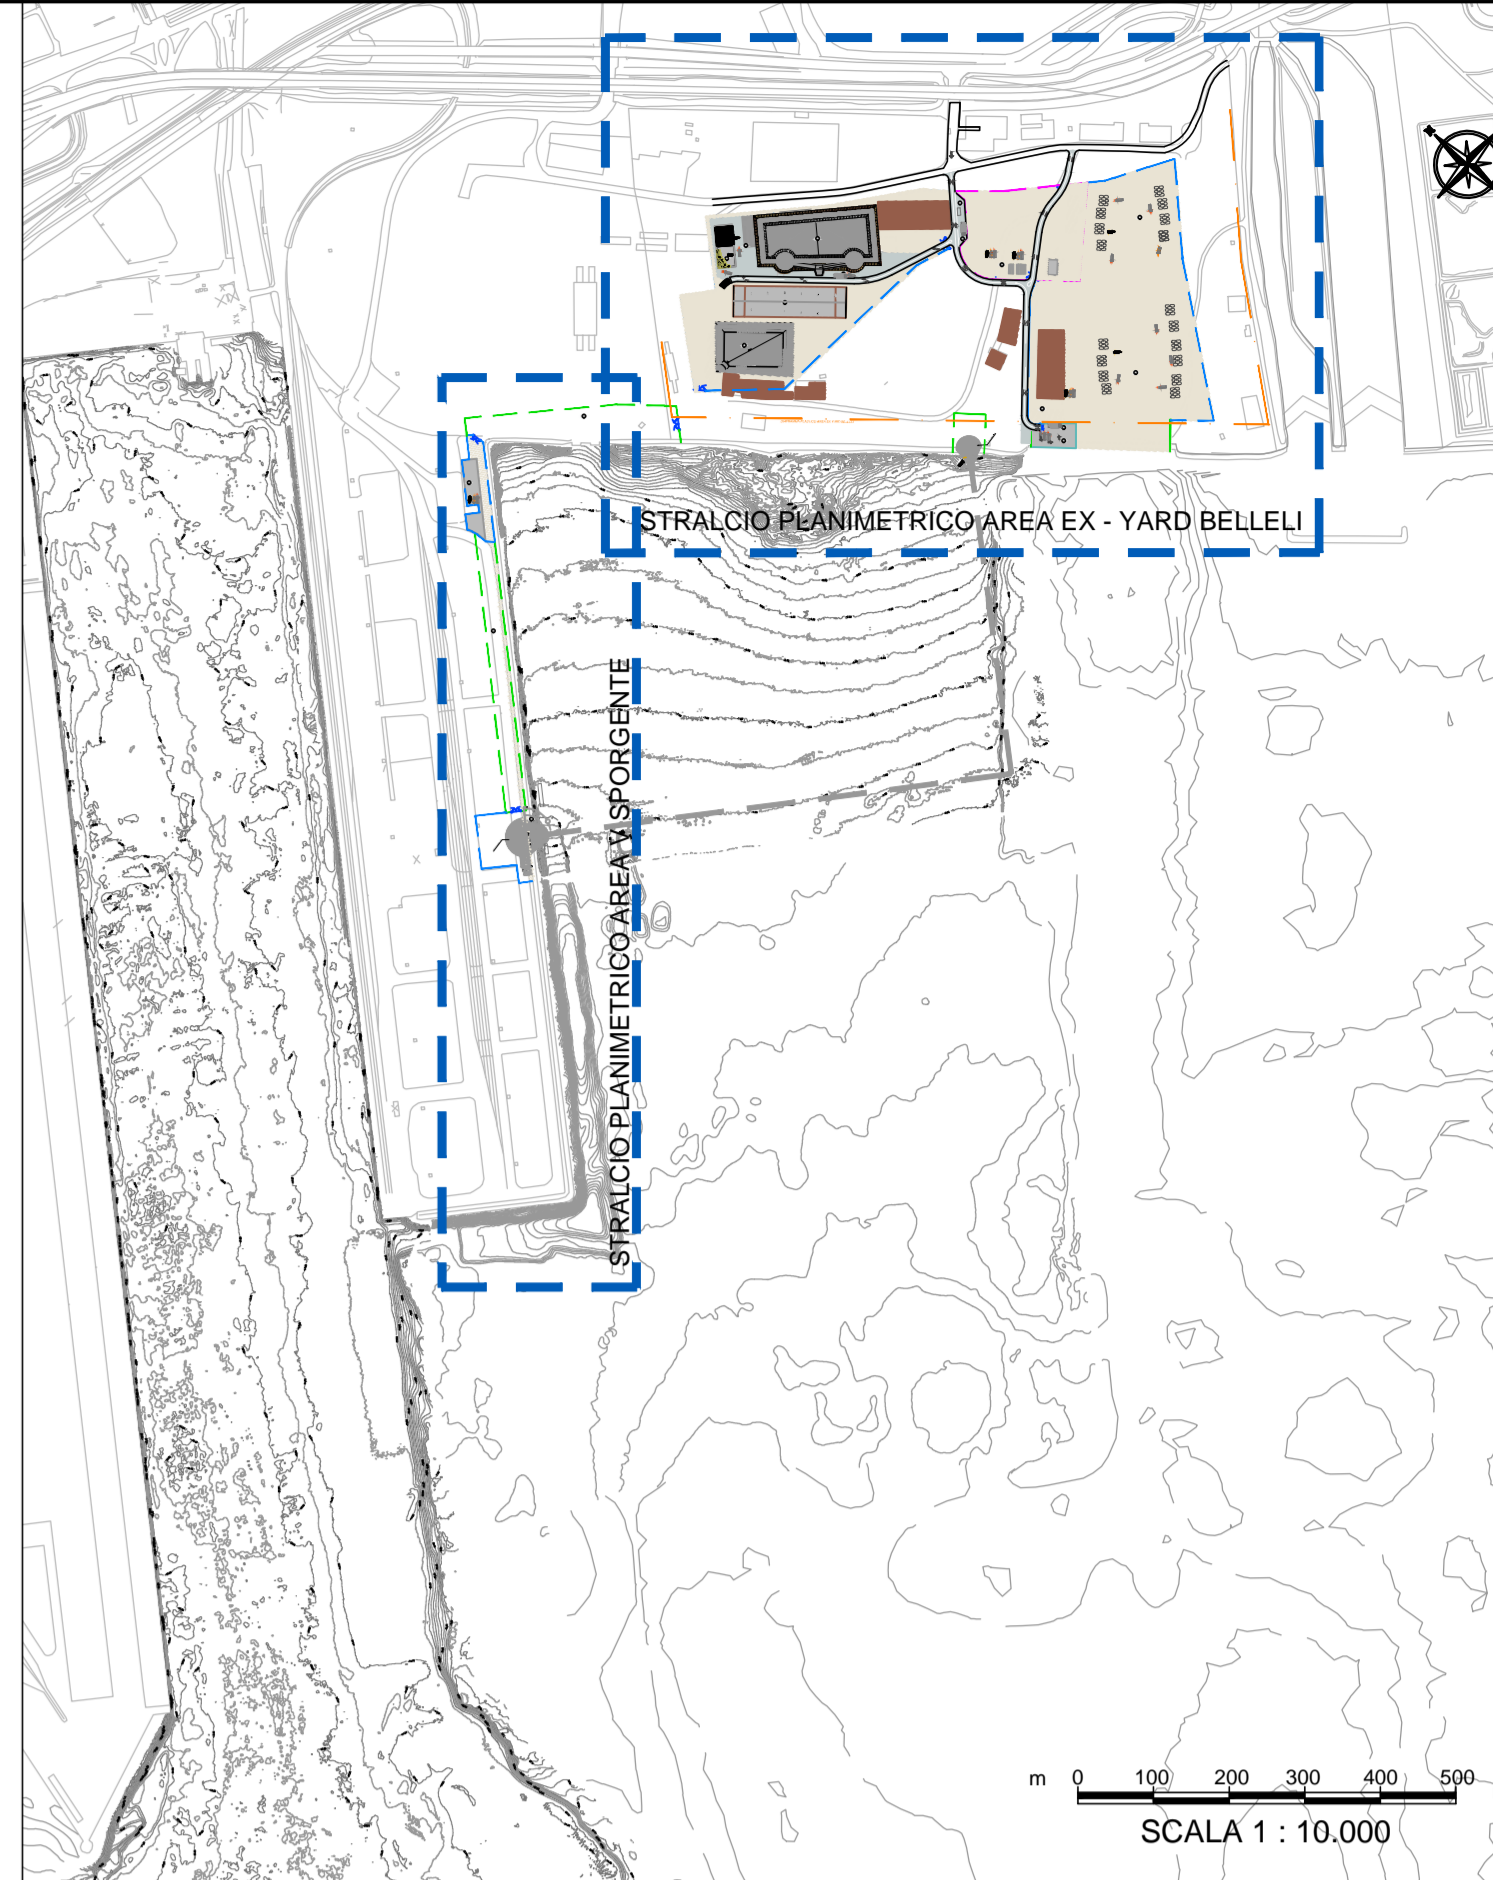 STRALCIO PLANIMETRICO AREA EX - YARD BELLELI
STRALCIO PLANIMETRICO AREA V SPORGENTE
m 0 100 200 300 400 500
SCALA 1 : 10.000